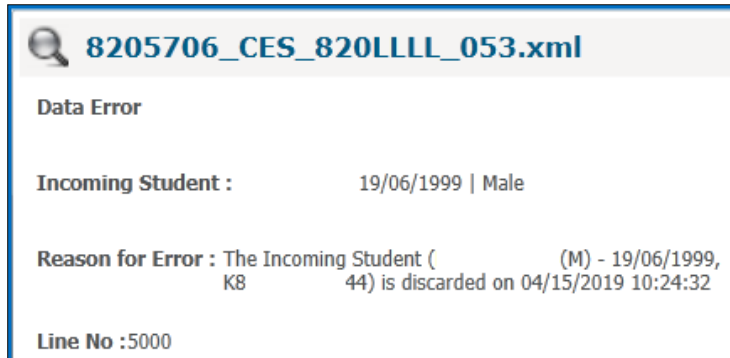 8205706_CES_820LLLL_053.xml
Data Error
Incoming Student : 19/06/1999 | Male
Reason for Error : The Incoming Student ( (M) - 19/06/1999,
K8 44) is discarded on 04/15/2019 10:24:32
Line No :5000